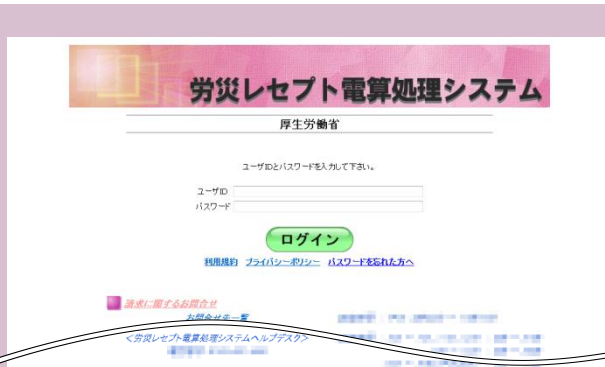 労災レセプト電算処理システム
厚生労働省
ユーザIDとパスワードを入力して下さい。
ユーザID
パスワード
ログイン
利用規約 プライバシーポリシー パスワードを忘れた方へ
請求に関するお問合せ
お問合せ先一覧
＜労災レセプト電算処理システムヘルプデスク＞